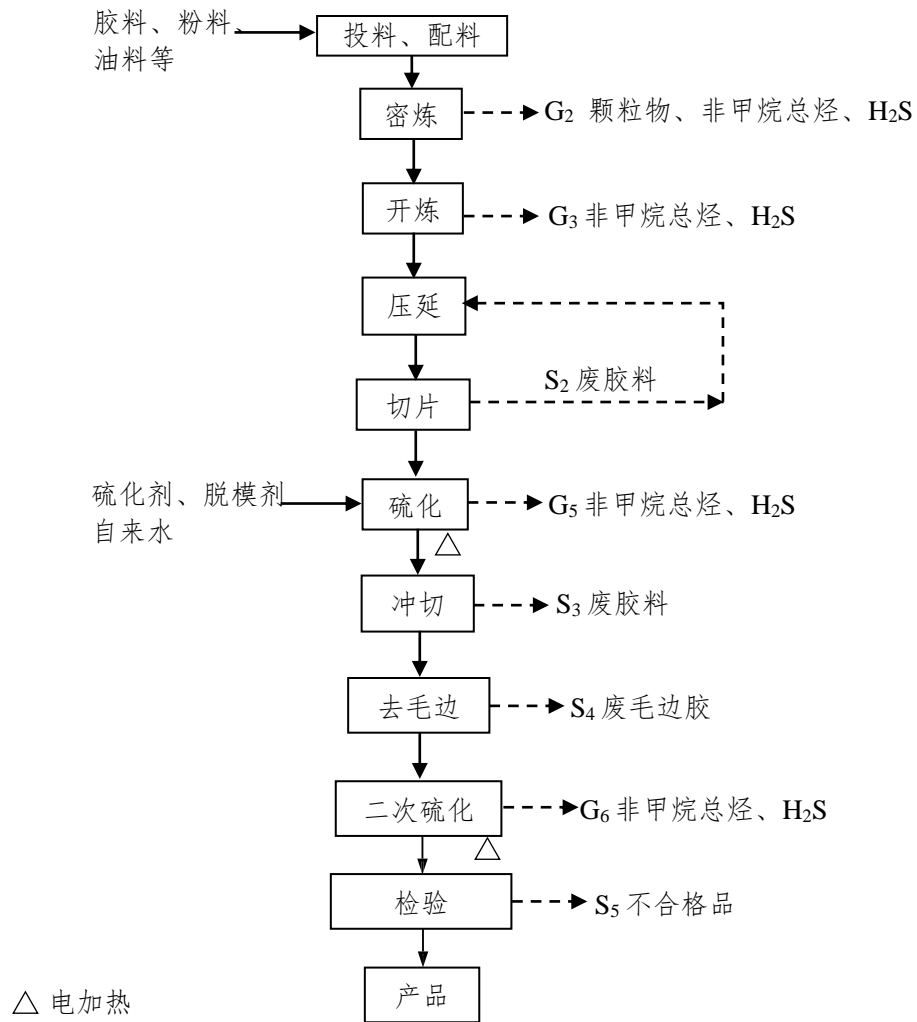 胶料、粉料、
油料等
投料、配料
密炼
G₂ 颗粒物、非甲烷总烃、H₂S
开炼
G₃ 非甲烷总烃、H₂S
压延
S₂ 废胶料
切片
硫化剂、脱模剂
自来水
硫化
G₅ 非甲烷总烃、H₂S
△
冲切
S₃ 废胶料
去毛边
S₄ 废毛边胶
二次硫化
G₆ 非甲烷总烃、H₂S
△
检验
S₅ 不合格品
产品
△ 电加热